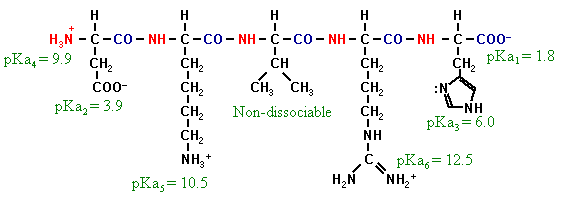 H H H H H
H₃N⁺ C CO NH C CO NH C CO NH C CO NH C COO⁻
pKa₄ = 9.9 CH₂ CH₂ CH CH₂ CH₂ pKa₁ = 1.8
COO⁻ CH₂ CH₃ CH₃ CH₂ :N
pKa₂ = 3.9 CH₂ Non-dissociable CH₂ NH
pKa₃ = 6.0
CH₂ NH
NH₃⁺ C pKa₆ = 12.5
pKa₅ = 10.5 H₂N NH₂⁺